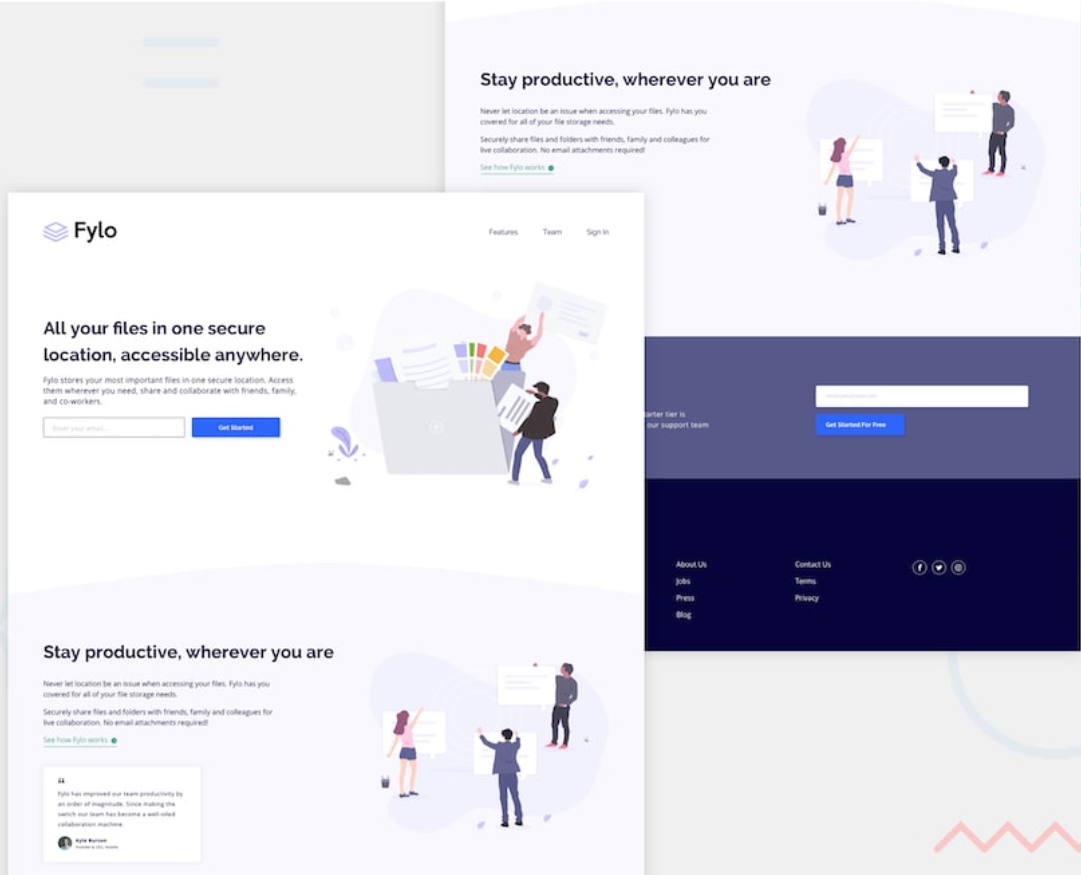 Stay productive, wherever you are
Never let location be an issue when accessing your files. Fylo has you
covered for all of your file storage needs.
Securely share files and folders with friends, family and colleagues for
live collaboration. No email attachments required!
See how Fylo works
Fylo
Features
Team
Sign In
All your files in one secure
location, accessible anywhere.
Fylo stores your most important files in one secure location. Access
them wherever you need, share and collaborate with friends, family,
and co-workers.
Enter your email...
Get Started
Stay productive, wherever you are
Never let location be an issue when accessing your files. Fylo has you
covered for all of your file storage needs.
Securely share files and folders with friends, family and colleagues for
live collaboration. No email attachments required!
See how Fylo works
“
Fylo has improved our team productivity by
an order of magnitude. Since making the
switch our team has become a well-oiled
collaboration machine.
Kyle Burton
Founder & CEO, Huddle
tarter tier is
our support team
Get Started For Free
About Us
Jobs
Press
Blog
Contact Us
Terms
Privacy